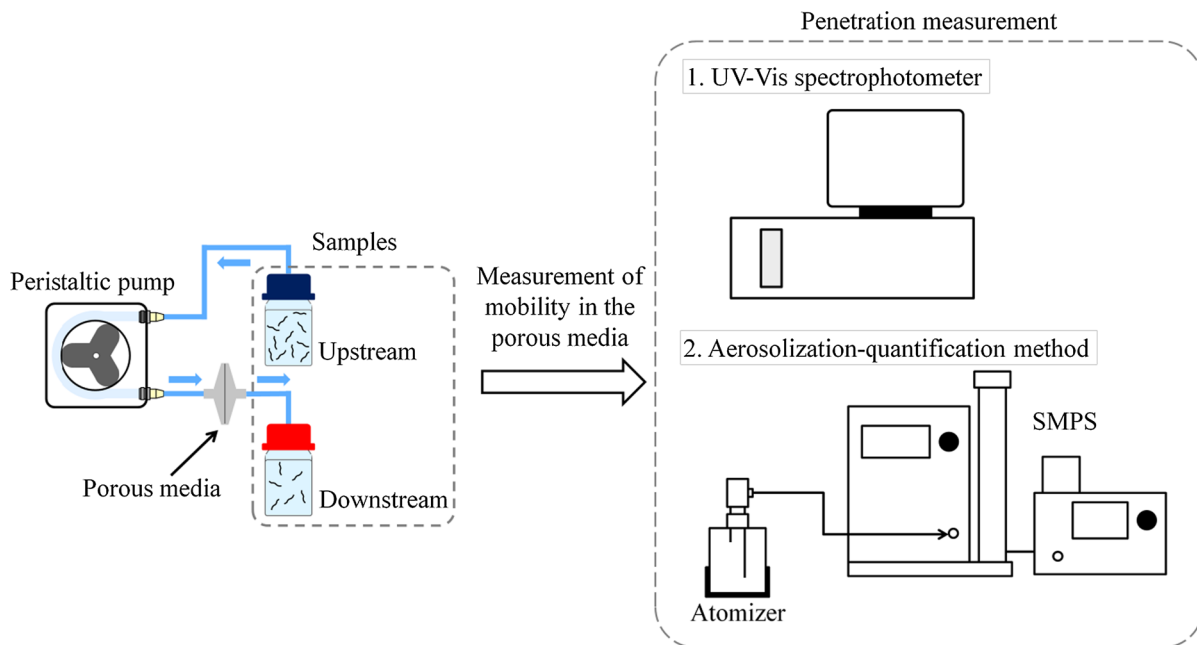 Penetration measurement
1. UV-Vis spectrophotometer
Samples
Peristaltic pump
Upstream
Measurement of
mobility in the
porous media
2. Aerosolization-quantification method
SMPS
Porous media
Downstream
Atomizer